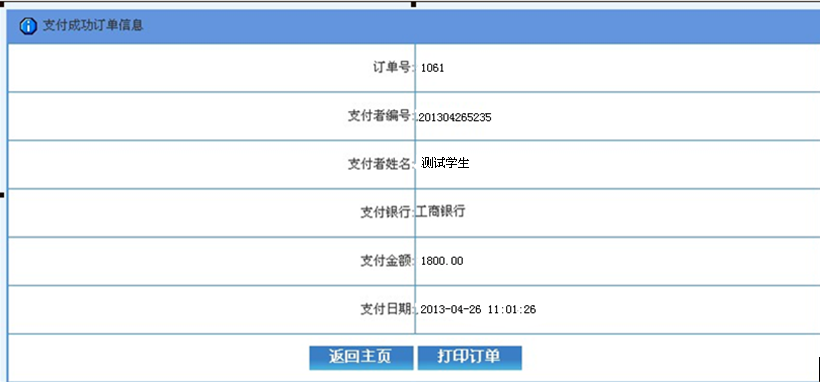 支付成功订单信息
订单号: 1061
支付者编号: 201304265235
支付者姓名: 测试学生
支付银行: 工商银行
支付金额: 1800.00
支付日期: 2013-04-26 11:01:26
返回主页 打印订单